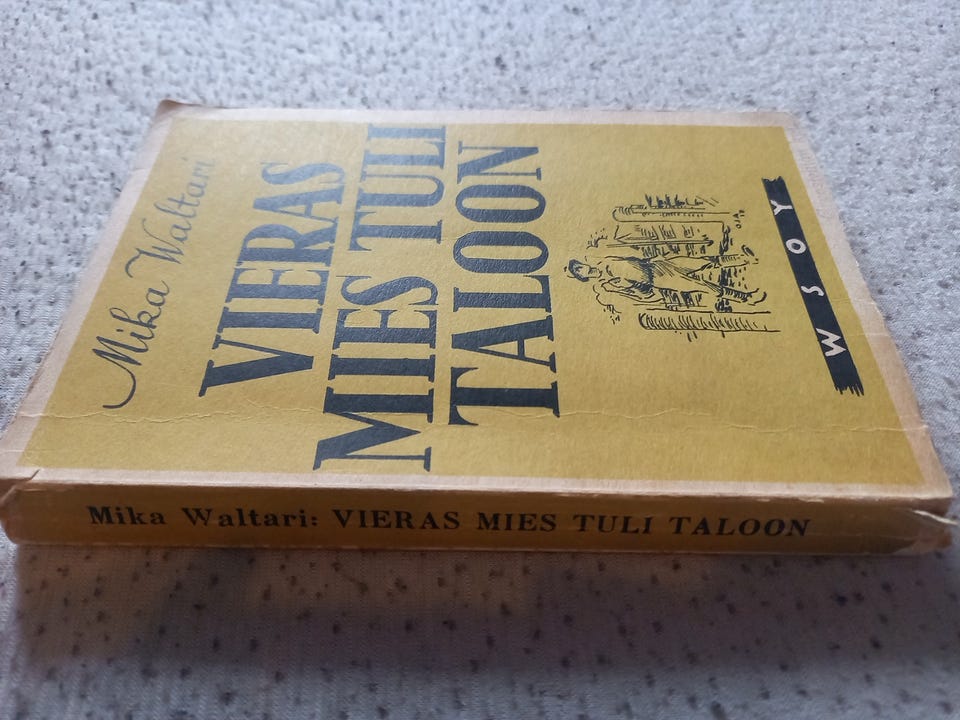 Mika Waltari
VIERAS
MIES TULI
TALOON
WSOY
Mika Waltari: VIERAS MIES TULI TALOON